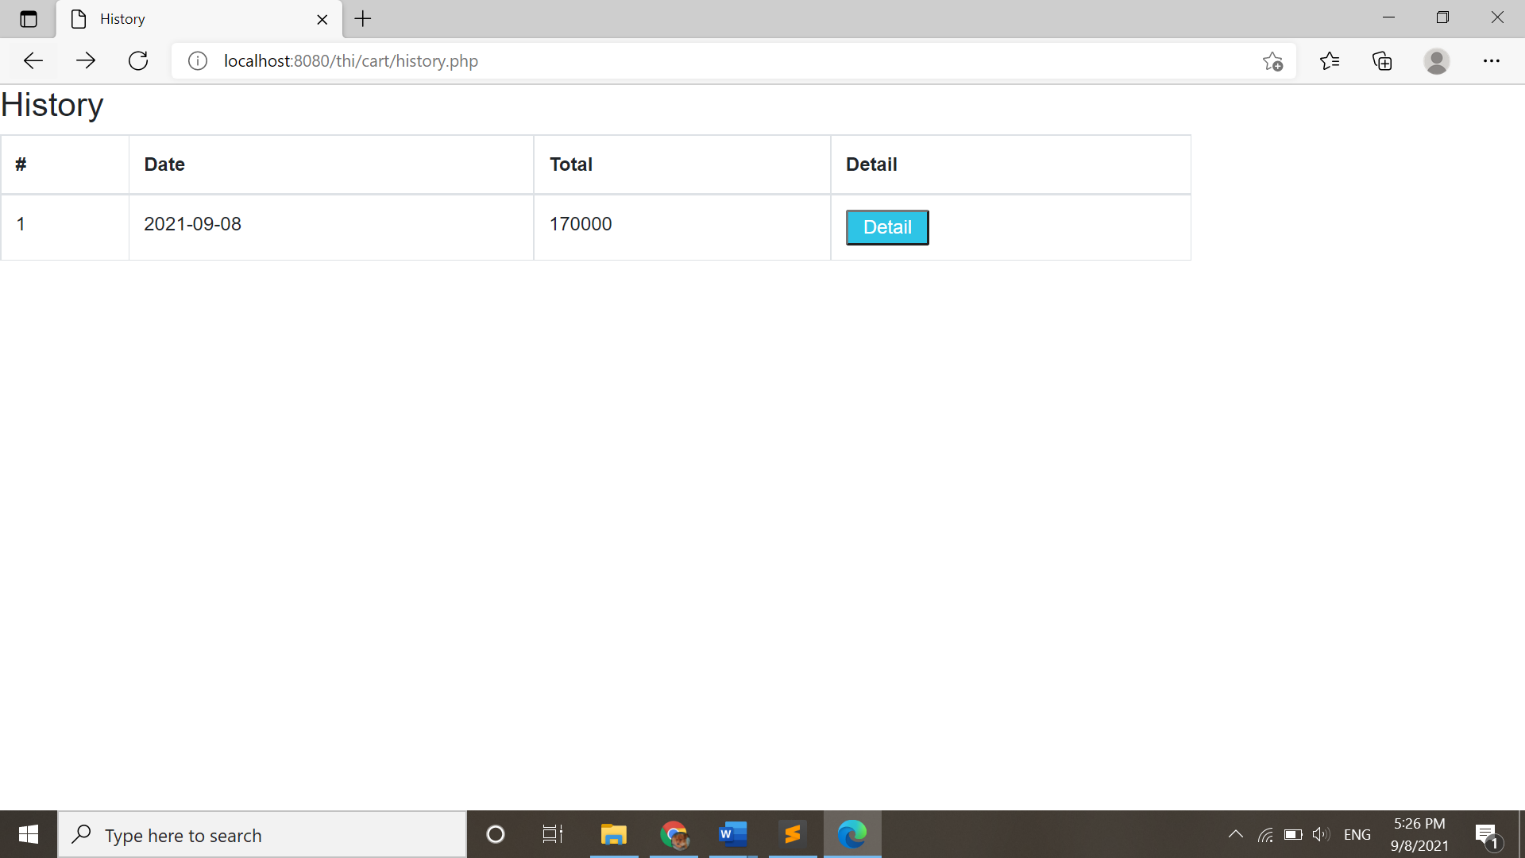 History
localhost:8080/thi/cart/history.php
History
# Date Total Detail
1 2021-09-08 170000 Detail
Type here to search
W
ENG
5:26 PM
9/8/2021
1